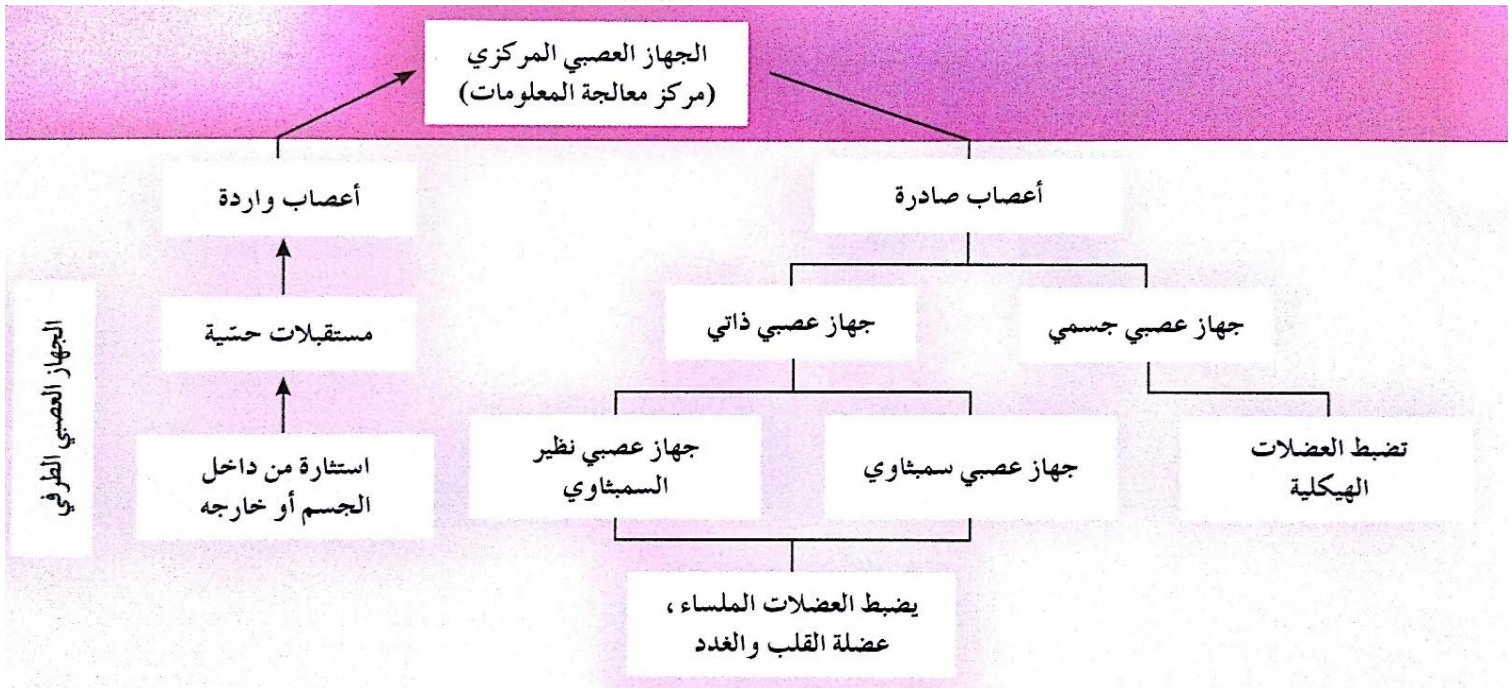 الجهاز العصبي المركزي
(مركز معالجة المعلومات)
أعصاب صادرة
أعصاب واردة
جهاز عصبي جسمي
جهاز عصبي ذاتي
مستقبلات حسّية
الجهاز العصبي الطرفي
تضبط العضلات
الهيكلية
جهاز عصبي سمبثاوي
جهاز عصبي نظير
السمبثاوي
استثارة من داخل
الجسم أو خارجه
يضبط العضلات الملساء،
عضلة القلب والغدد